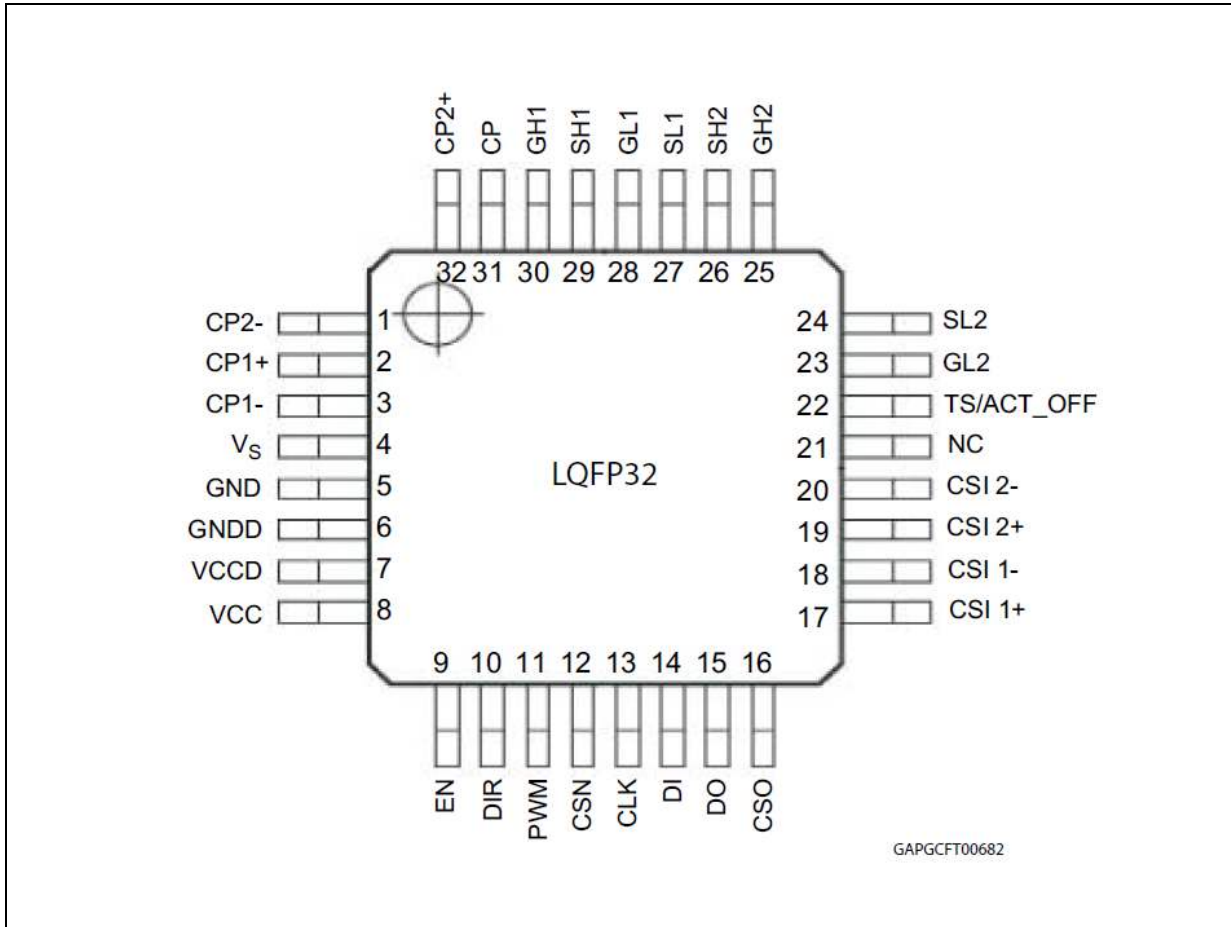 CP2+
CP
GH1
SH1
GL1
SL1
SH2
GH2
32 31 30 29 28 27 26 25
CP2- 1
CP1+ 2
CP1- 3
VS 4
GND 5
GNDD 6
VCCD 7
VCC 8
LQFP32
24 SL2
23 GL2
22 TS/ACT_OFF
21 NC
20 CSI 2-
19 CSI 2+
18 CSI 1-
17 CSI 1+
9 10 11 12 13 14 15 16
EN
DIR
PWM
CSN
CLK
DI
DO
CSO
GAPGCFT00682